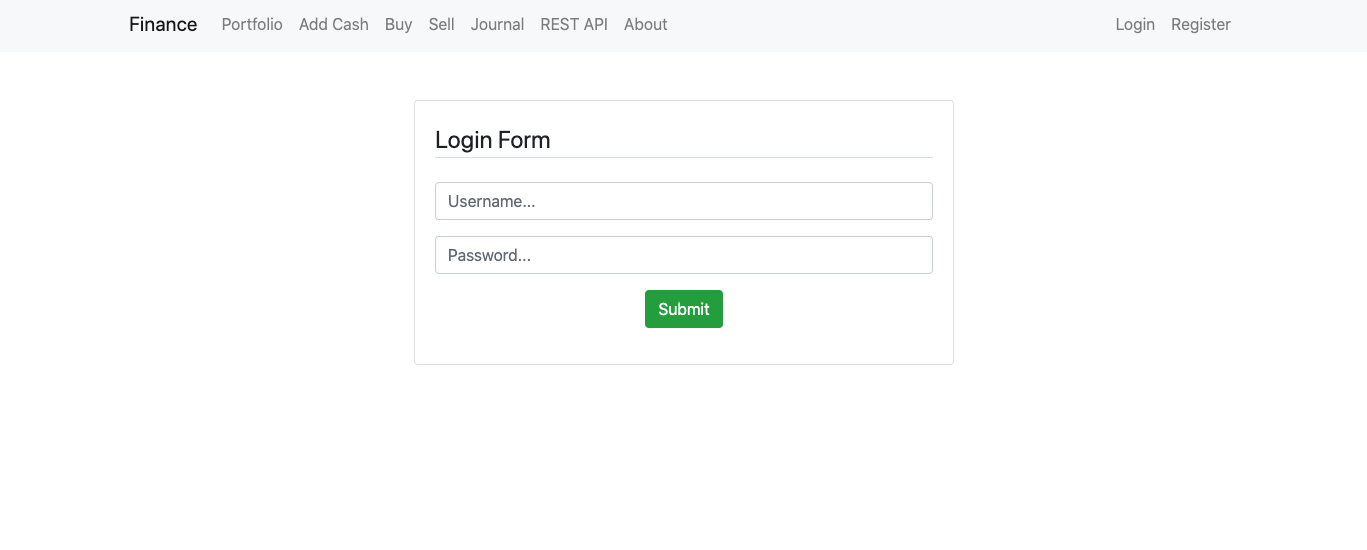 Finance Portfolio Add Cash Buy Sell Journal REST API About Login Register
Login Form
Username...
Password...
Submit